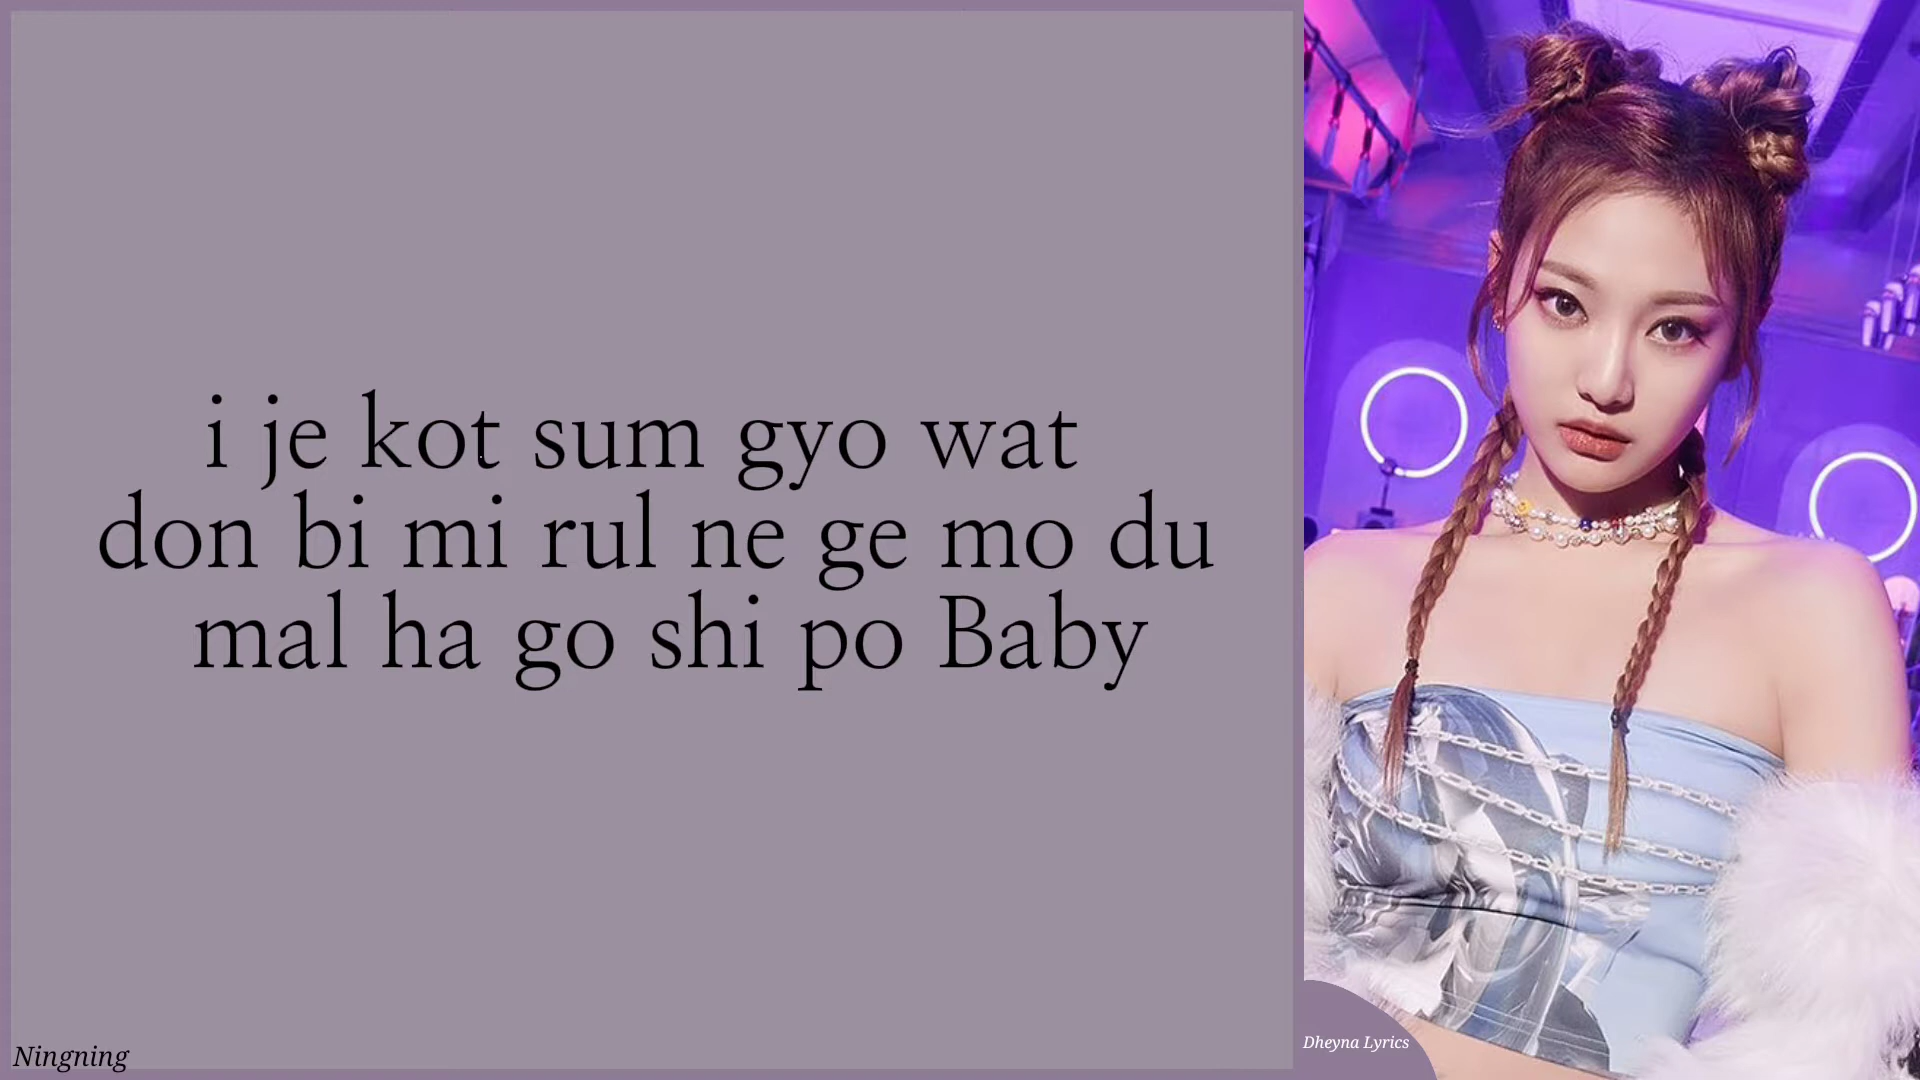 i je kot sum gyo wat
don bi mi rul ne ge mo du
mal ha go shi po Baby
Ningning
Dheyna Lyrics